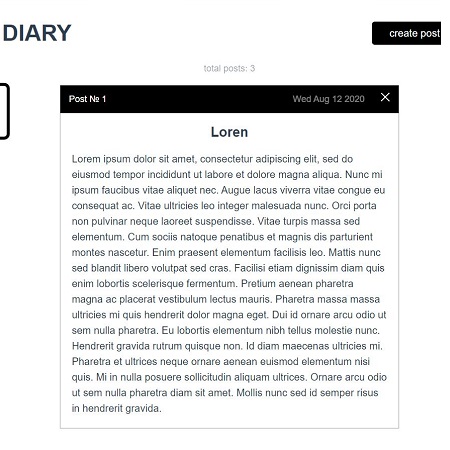 DIARY
create post
total posts: 3
Post № 1
Wed Aug 12 2020
Loren
Lorem ipsum dolor sit amet, consectetur adipiscing elit, sed do
eiusmod tempor incididunt ut labore et dolore magna aliqua. Nunc mi
ipsum faucibus vitae aliquet nec. Augue lacus viverra vitae congue eu
consequat ac. Vitae ultricies leo integer malesuada nunc. Orci porta
non pulvinar neque laoreet suspendisse. Vitae turpis massa sed
elementum. Cum sociis natoque penatibus et magnis dis parturient
montes nascetur. Enim praesent elementum facilisis leo. Mattis nunc
sed blandit libero volutpat sed cras. Facilisi etiam dignissim diam quis
enim lobortis scelerisque fermentum. Pretium aenean pharetra
magna ac placerat vestibulum lectus mauris. Pharetra massa massa
ultricies mi quis hendrerit dolor magna eget. Dui id ornare arcu odio ut
sem nulla pharetra. Eu lobortis elementum nibh tellus molestie nunc.
Hendrerit gravida rutrum quisque non. Id diam maecenas ultricies mi.
Pharetra et ultrices neque ornare aenean euismod elementum nisi
quis. Mi in nulla posuere sollicitudin aliquam ultrices. Ornare arcu odio
ut sem nulla pharetra diam sit amet. Mollis nunc sed id semper risus
in hendrerit gravida.